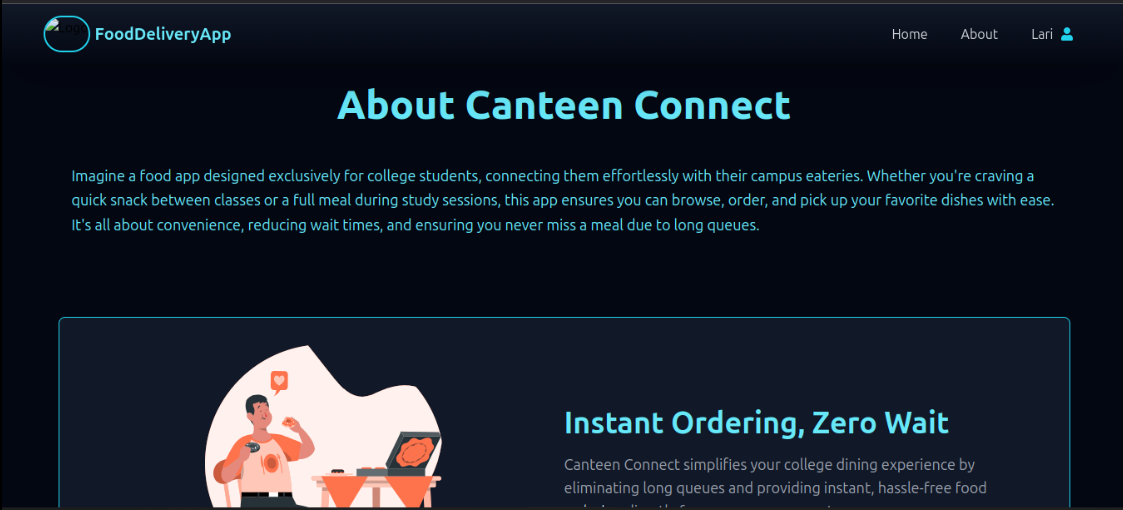 FoodDeliveryApp
Home
About
Lari
About Canteen Connect
Imagine a food app designed exclusively for college students, connecting them effortlessly with their campus eateries. Whether you're craving a
quick snack between classes or a full meal during study sessions, this app ensures you can browse, order, and pick up your favorite dishes with ease.
It's all about convenience, reducing wait times, and ensuring you never miss a meal due to long queues.
Instant Ordering, Zero Wait
Canteen Connect simplifies your college dining experience by
eliminating long queues and providing instant, hassle-free food